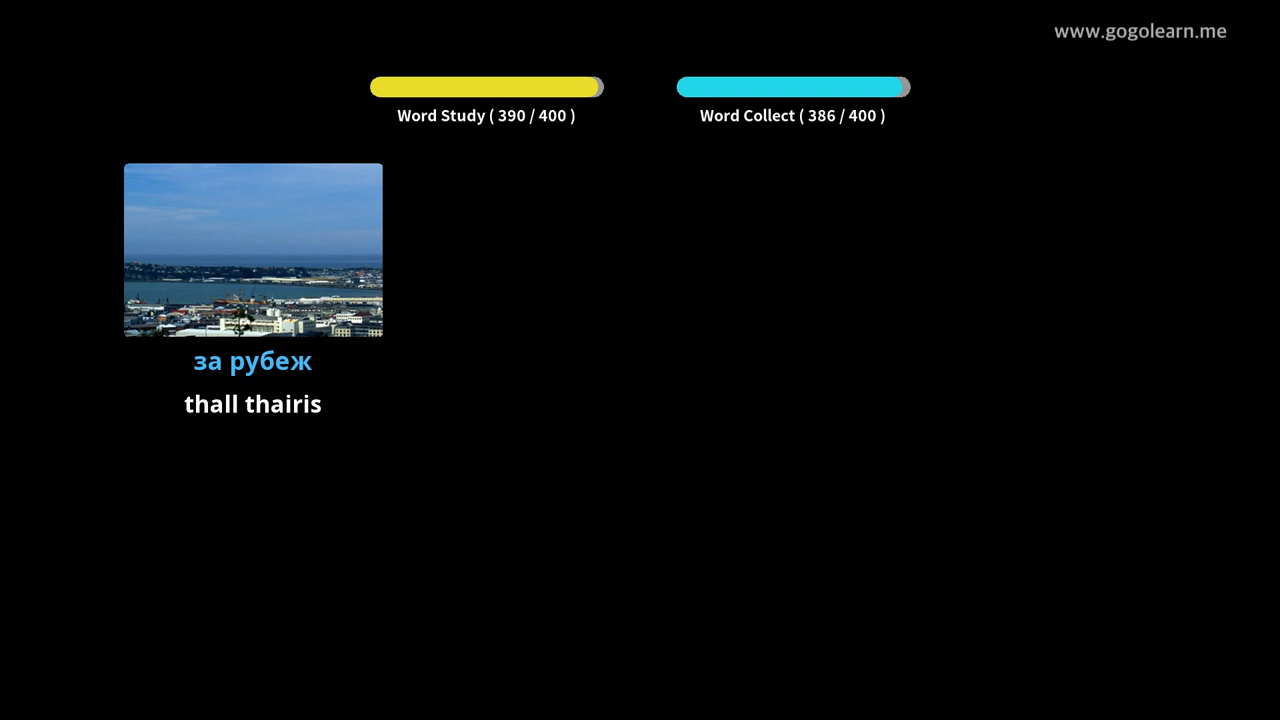 www.gogolearn.me
Word Study ( 390 / 400 )
Word Collect ( 386 / 400 )
за рубеж
thall thairis